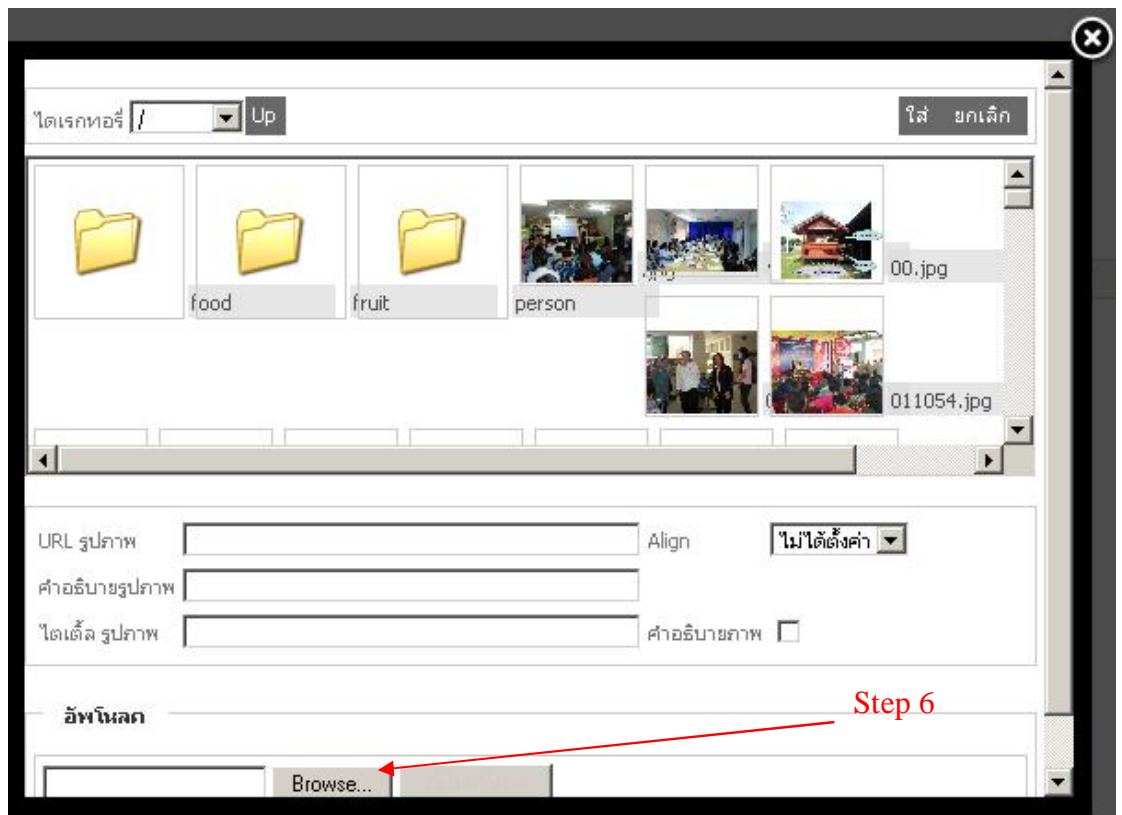 ไดเรกทอรี่ / Up ใส่ ยกเลิก
00.jpg
food fruit person
011054.jpg
URL รูปภาพ Align ไม่ได้ตั้งค่า
คำอธิบายรูปภาพ
ไตเติ้ล รูปภาพ คำอธิบายภาพ
Step 6
อัพโหลด
Browse...